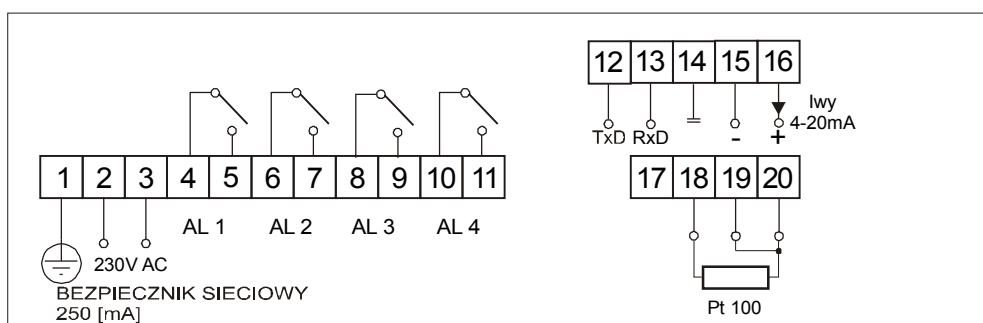 12 13 14 15 16
Iwy
4-20mA
TxD RxD - +
1 2 3 4 5 6 7 8 9 10 11
17 18 19 20
AL 1 AL 2 AL 3 AL 4
230V AC
BEZPIECZNIK SIECIOWY
250 [mA]
Pt 100